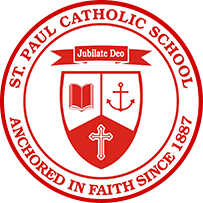 ST. PAUL CATHOLIC SCHOOL
Jubilate Deo
ANCHORED IN FAITH SINCE 1887